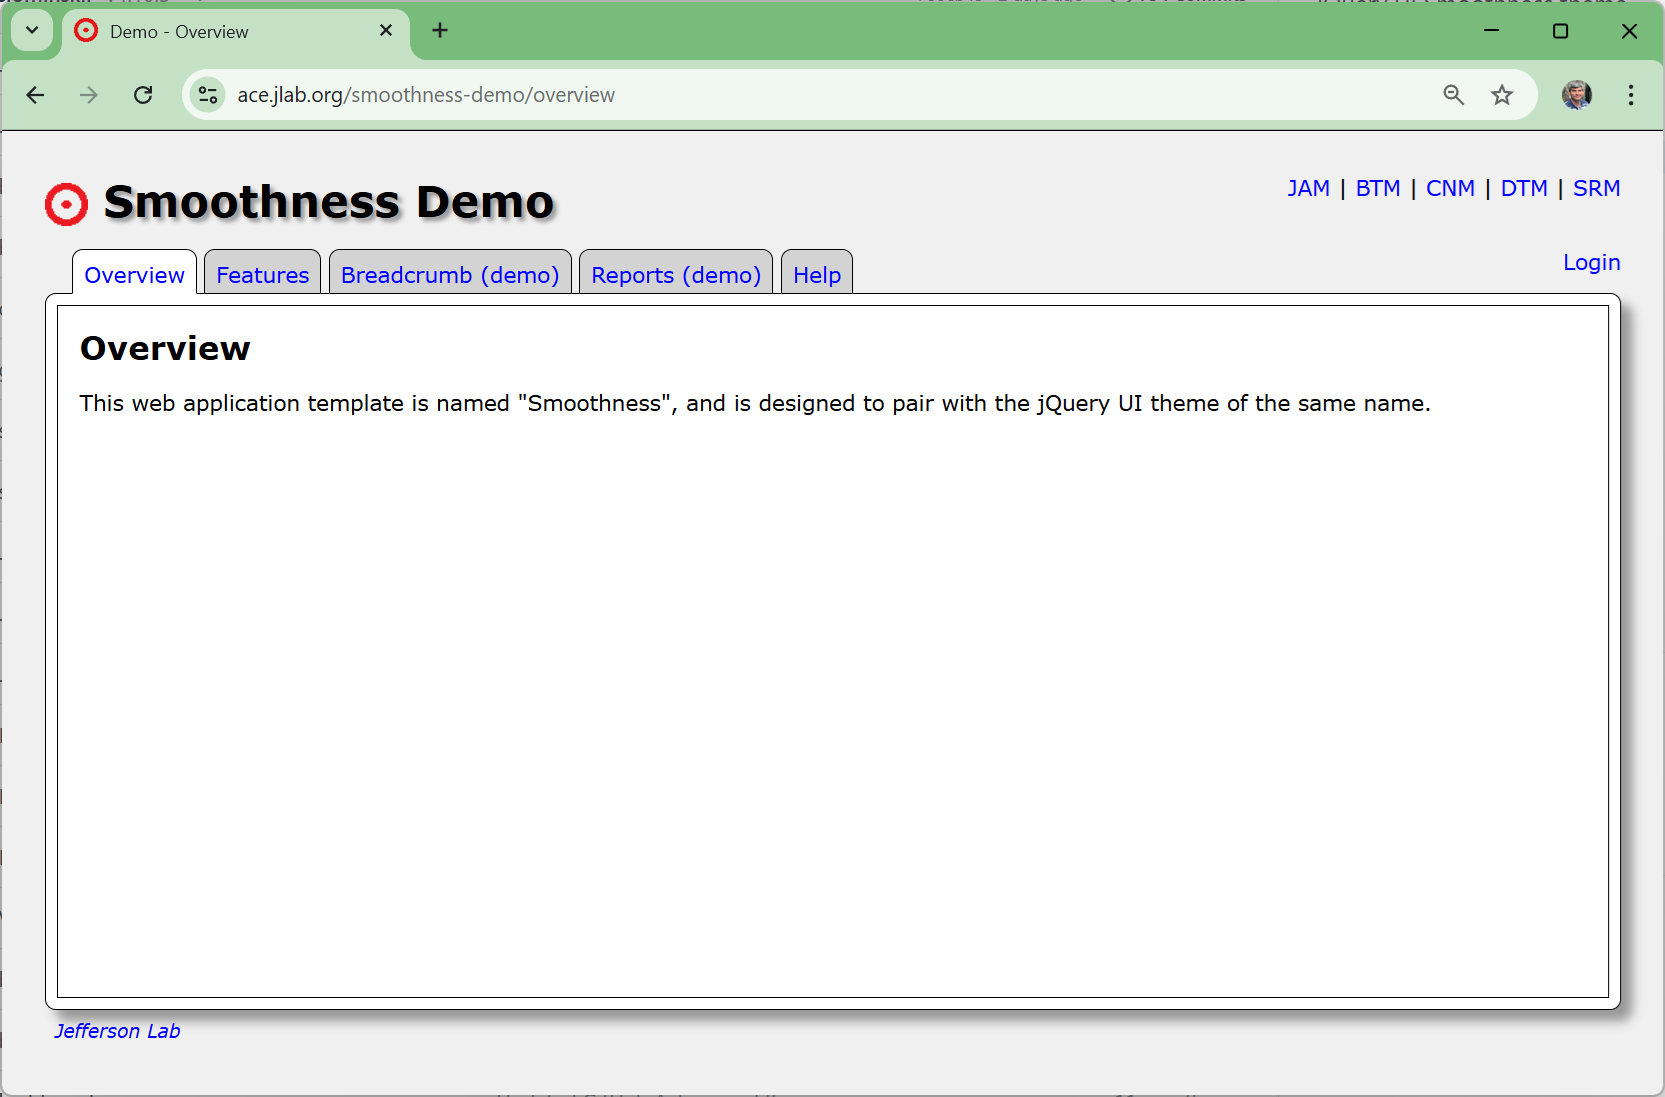 Demo - Overview
ace.jlab.org/smoothness-demo/overview
Smoothness Demo
JAM | BTM | CNM | DTM | SRM
Login
Overview Features Breadcrumb (demo) Reports (demo) Help
Overview
This web application template is named "Smoothness", and is designed to pair with the jQuery UI theme of the same name.
Jefferson Lab